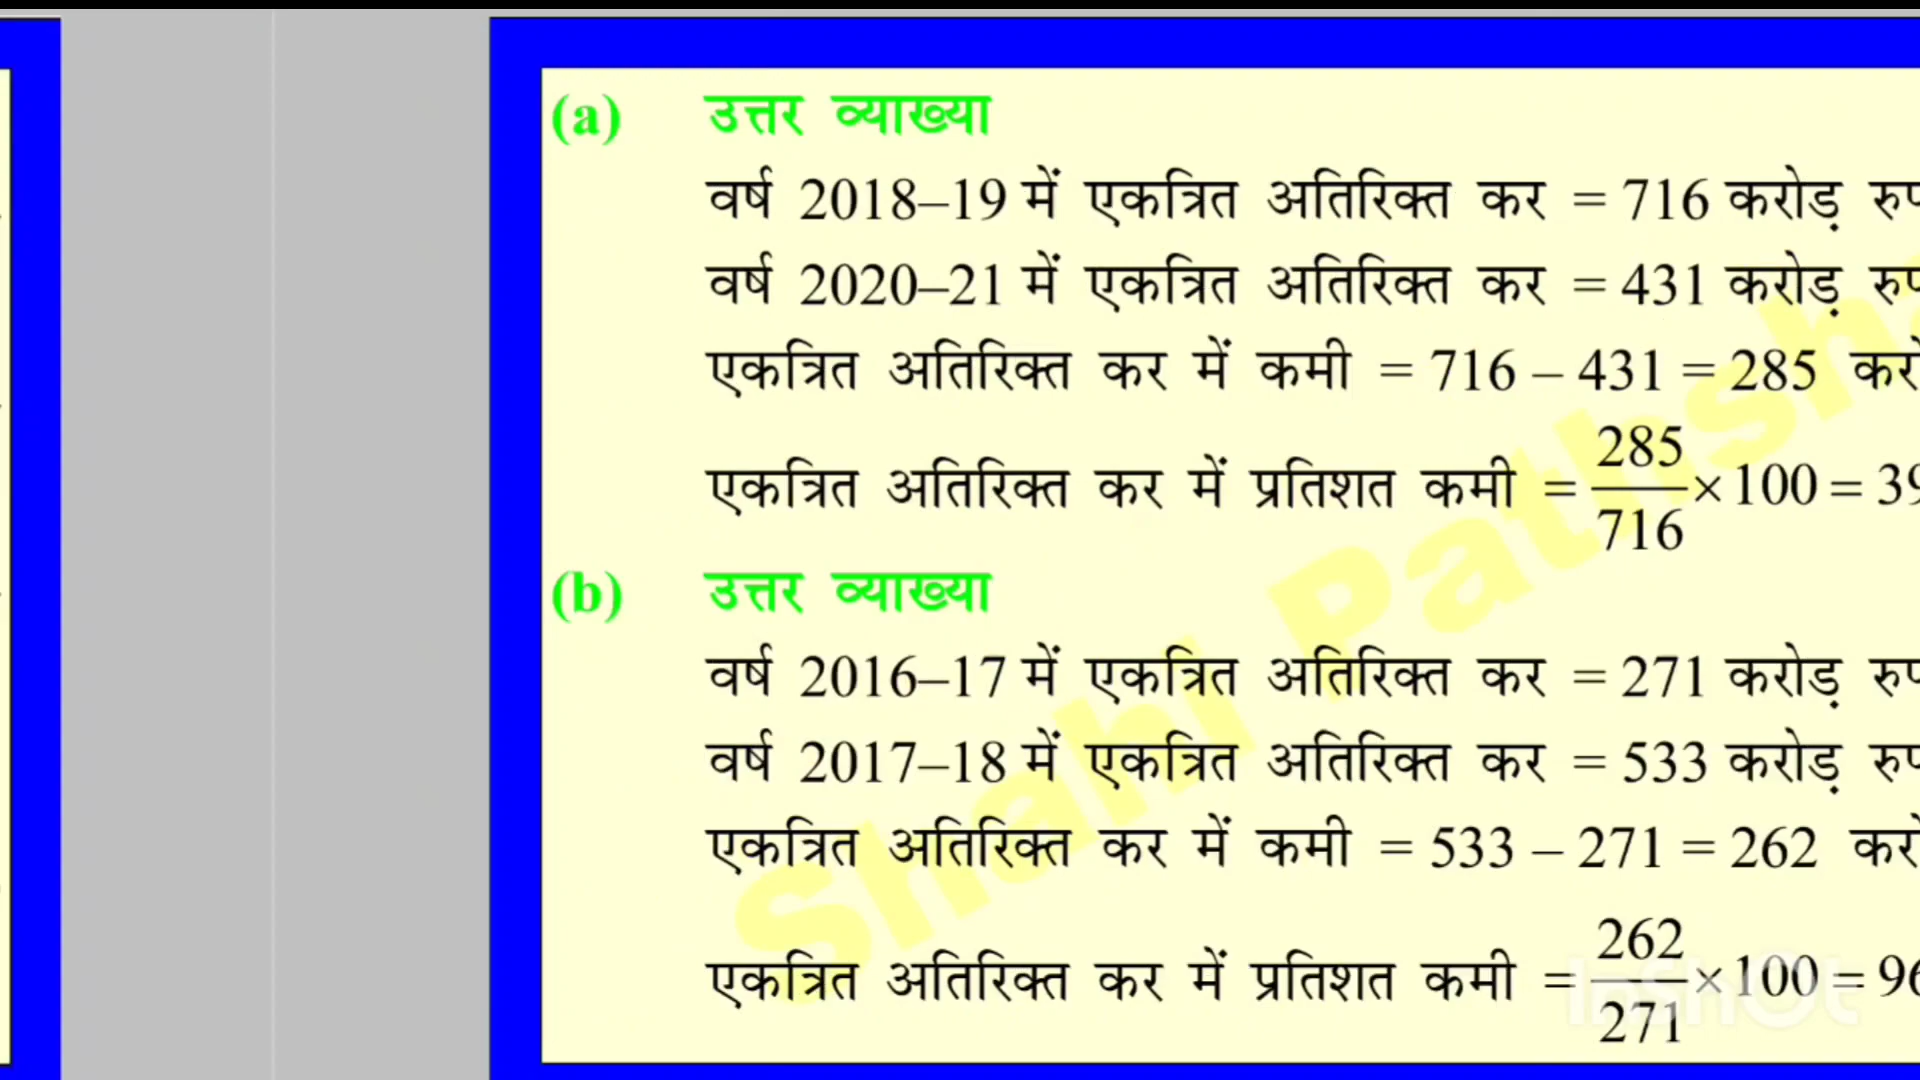 (a) उत्तर व्याख्या
वर्ष 2018–19 में एकत्रित अतिरिक्त कर = 716 करोड़
वर्ष 2020–21 में एकत्रित अतिरिक्त कर = 431 करोड़
एकत्रित अतिरिक्त कर में कमी = 716 – 431 = 285
एकत्रित अतिरिक्त कर में प्रतिशत कमी = 285/716 × 100 =
(b) उत्तर व्याख्या
वर्ष 2016–17 में एकत्रित अतिरिक्त कर = 271 करोड़
वर्ष 2017–18 में एकत्रित अतिरिक्त कर = 533 करोड़
एकत्रित अतिरिक्त कर में कमी = 533 – 271 = 262
एकत्रित अतिरिक्त कर में प्रतिशत कमी = 262/271 × 100 =
Shahi
InShOt